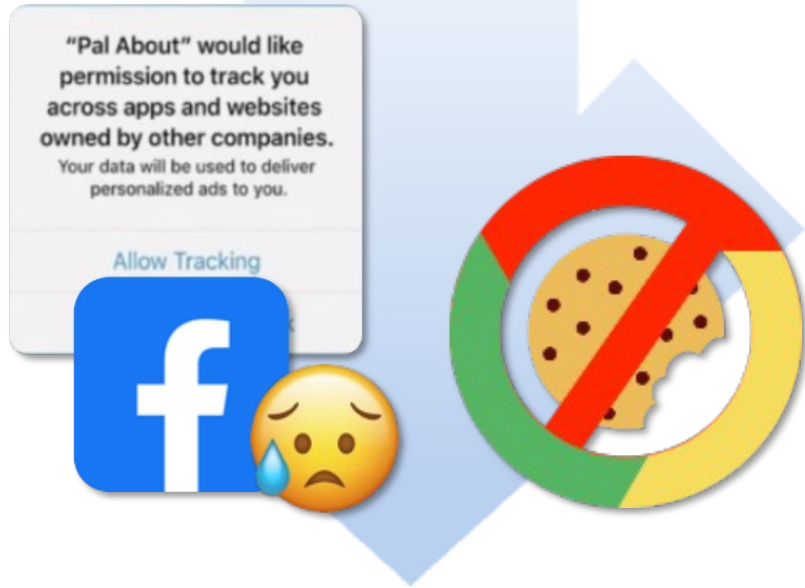 “Pal About” would like
permission to track you
across apps and websites
owned by other companies.
Your data will be used to deliver
personalized ads to you.
Allow Tracking
f